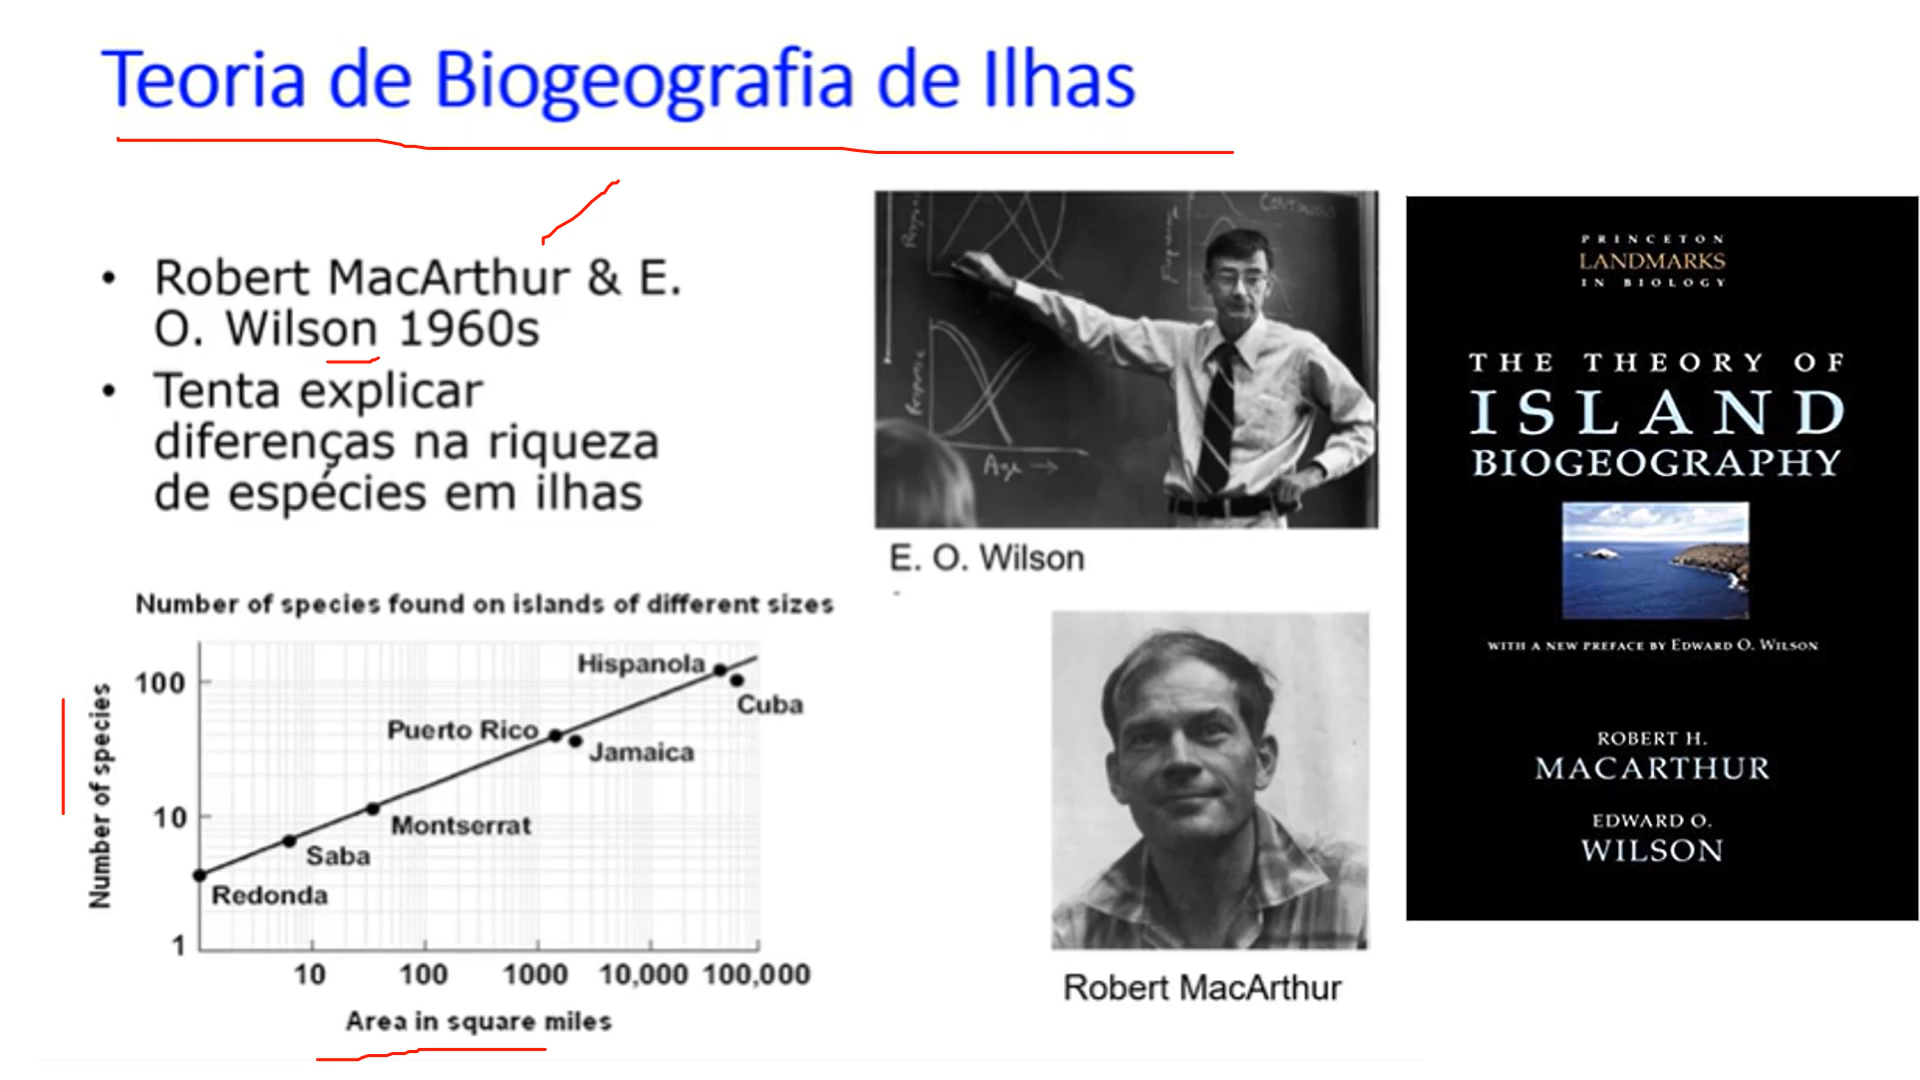 Teoria de Biogeografia de Ilhas
• Robert MacArthur & E.
O. Wilson 1960s
• Tenta explicar
diferenças na riqueza
de espécies em ilhas
Number of species found on islands of different sizes
Number of species
100
10
1
Hispanola
Cuba
Puerto Rico
Jamaica
Montserrat
Saba
Redonda
10 100 1000 10,000 100,000
Area in square miles
Age →
E. O. Wilson
Robert MacArthur
PRINCETON
LANDMARKS
IN BIOLOGY
THE THEORY OF
ISLAND
BIOGEOGRAPHY
WITH A NEW PREFACE BY EDWARD O. WILSON
ROBERT H.
MACARTHUR
EDWARD O.
WILSON